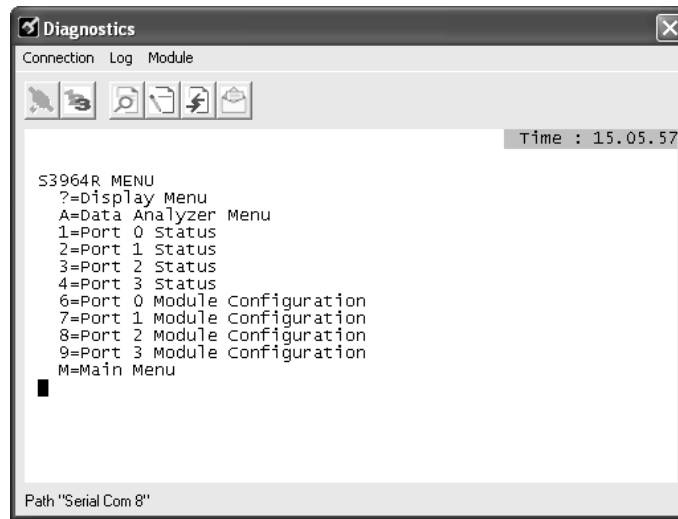 Diagnostics
Connection Log Module
Time : 15.05.57
S3964R MENU
?=Display Menu
A=Data Analyzer Menu
1=Port 0 Status
2=Port 1 Status
3=Port 2 Status
4=Port 3 Status
6=Port 0 Module Configuration
7=Port 1 Module Configuration
8=Port 2 Module Configuration
9=Port 3 Module Configuration
M=Main Menu
Path "Serial Com 8"